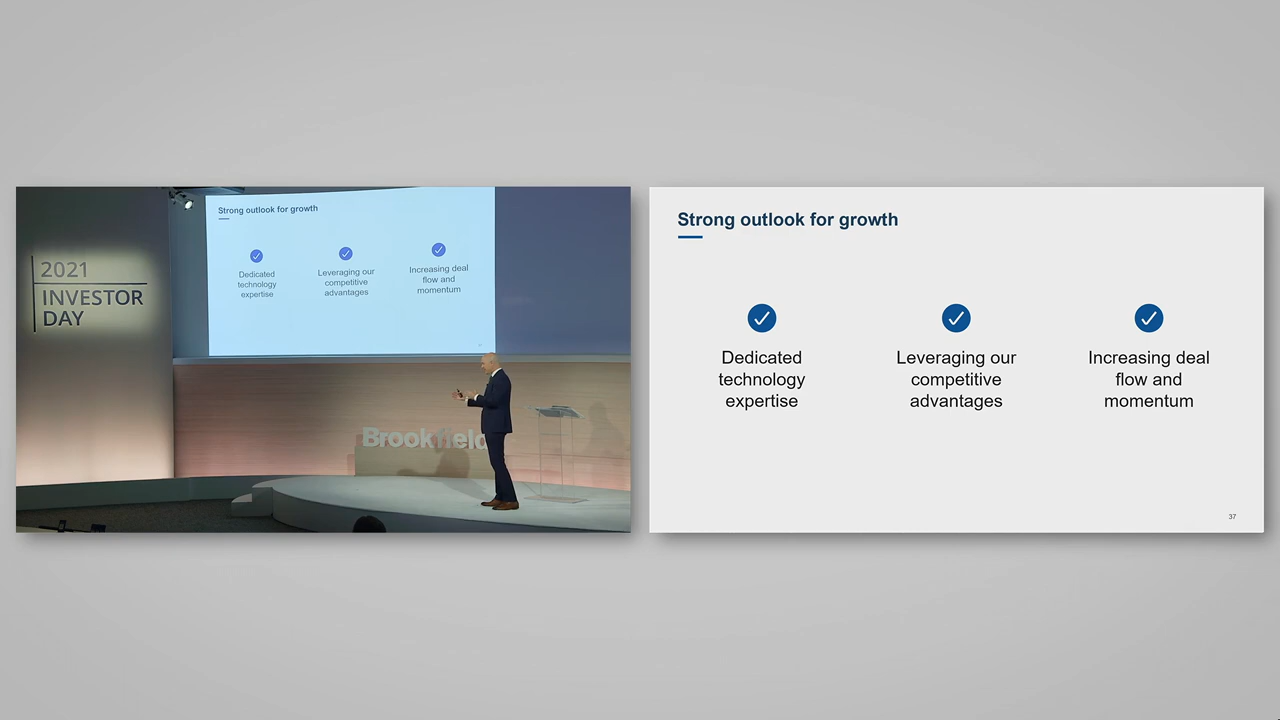 2021
INVESTOR
DAY
Strong outlook for growth
Dedicated
technology
expertise
Leveraging our
competitive
advantages
Increasing deal
flow and
momentum
Brookfield
Strong outlook for growth
Dedicated
technology
expertise
Leveraging our
competitive
advantages
Increasing deal
flow and
momentum
37